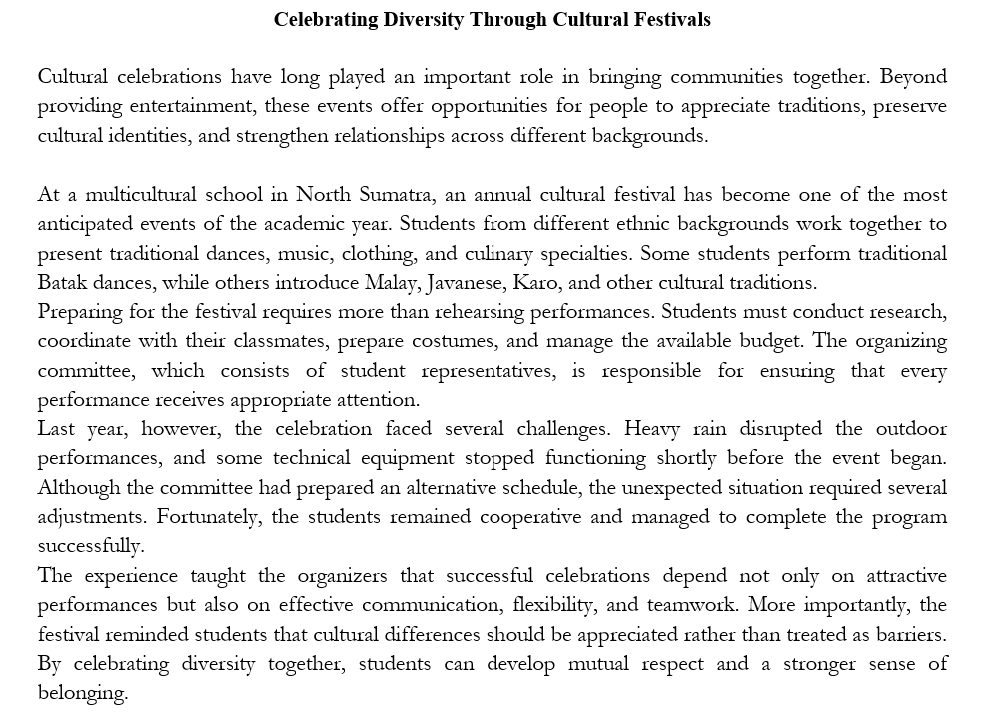 Celebrating Diversity Through Cultural Festivals
Cultural celebrations have long played an important role in bringing communities together. Beyond
providing entertainment, these events offer opportunities for people to appreciate traditions, preserve
cultural identities, and strengthen relationships across different backgrounds.
At a multicultural school in North Sumatra, an annual cultural festival has become one of the most
anticipated events of the academic year. Students from different ethnic backgrounds work together to
present traditional dances, music, clothing, and culinary specialties. Some students perform traditional
Batak dances, while others introduce Malay, Javanese, Karo, and other cultural traditions.
Preparing for the festival requires more than rehearsing performances. Students must conduct research,
coordinate with their classmates, prepare costumes, and manage the available budget. The organizing
committee, which consists of student representatives, is responsible for ensuring that every
performance receives appropriate attention.
Last year, however, the celebration faced several challenges. Heavy rain disrupted the outdoor
performances, and some technical equipment stopped functioning shortly before the event began.
Although the committee had prepared an alternative schedule, the unexpected situation required several
adjustments. Fortunately, the students remained cooperative and managed to complete the program
successfully.
The experience taught the organizers that successful celebrations depend not only on attractive
performances but also on effective communication, flexibility, and teamwork. More importantly, the
festival reminded students that cultural differences should be appreciated rather than treated as barriers.
By celebrating diversity together, students can develop mutual respect and a stronger sense of
belonging.